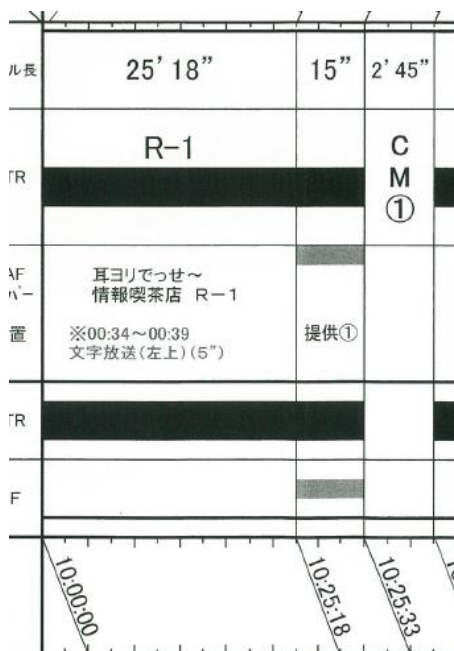 ル長
25'18"
15"
2'45"
R-1
C
M
①
TR
AF
パー
置
耳ヨリでっせ~
情報喫茶店 R-1
※00:34~00:39
文字放送(左上)(5")
提供①
TR
F
10:00:00
10:25:18
10:25:33